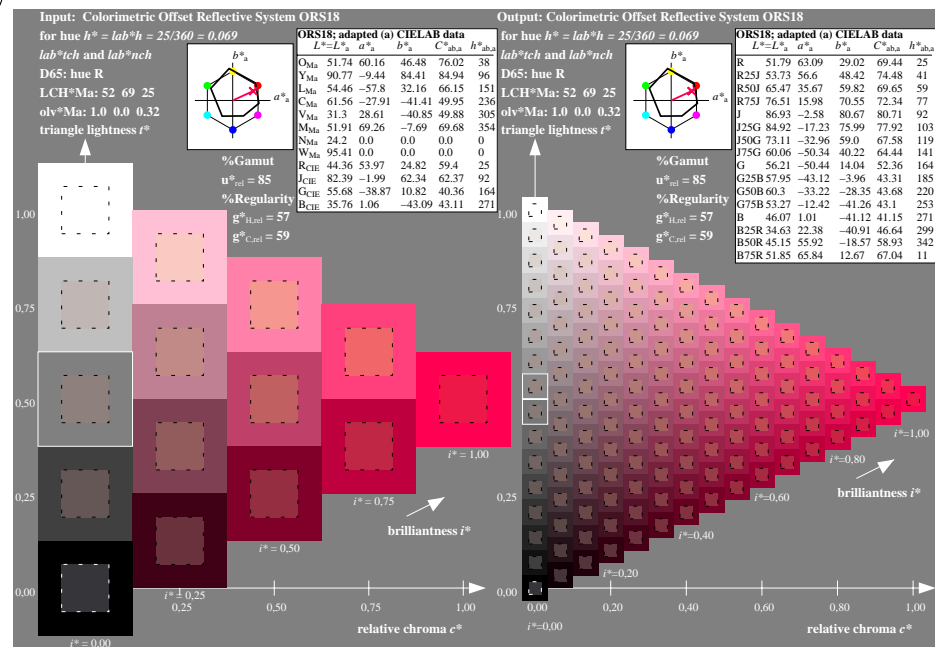 Input: Colorimetric Offset Reflective System ORS18
for hue h* = lab*h = 25/360 = 0.069
lab*tch and lab*nch
D65: hue R
LCH*Ma: 52 69 25
olv*Ma: 1.0 0.0 0.32
triangle lightness t*
b*a
a*a
%Gamut
u*rel = 85
%Regularity
g*H,rel = 57
g*C,rel = 59
ORS18; adapted (a) CIELAB data
L*=L*a a*a b*a C*ab,a h*ab,a
OMa 51.74 60.16 46.48 76.02 38
YMa 90.77 −9.44 84.41 84.94 96
LMa 54.46 −57.8 32.16 66.15 151
CMa 61.56 −27.91 −41.41 49.95 236
VMa 31.3 28.61 −40.85 49.88 305
MMa 51.91 69.26 −7.69 69.68 354
NMa 24.2 0.0 0.0 0.0 0
WMa 95.41 0.0 0.0 0.0 0
RCIE 44.36 53.97 24.82 59.4 25
JCIE 82.39 −1.99 62.34 62.37 92
GCIE 55.68 −38.87 10.82 40.36 164
BCIE 35.76 1.06 −43.09 43.11 271
1,00
0,75
0,50
0,25
0,00
i* = 1,00
i* = 0,75
i* = 0,50
i* = 0,25
i* = 0,00
brilliantness i*
0,25 0,50 0,75 1,00
relative chroma c*
Output: Colorimetric Offset Reflective System ORS18
for hue h* = lab*h = 25/360 = 0.069
lab*tch and lab*nch
D65: hue R
LCH*Ma: 52 69 25
olv*Ma: 1.0 0.0 0.32
triangle lightness t*
b*a
a*a
%Gamut
u*rel = 85
%Regularity
g*H,rel = 57
g*C,rel = 59
ORS18; adapted (a) CIELAB data
L*=L*a a*a b*a C*ab,a h*ab,a
R 51.79 63.09 29.02 69.44 25
R25J 53.73 56.6 48.42 74.48 41
R50J 65.47 35.67 59.82 69.65 59
R75J 76.51 15.98 70.55 72.34 77
J 86.93 −2.58 80.67 80.71 92
J25G 84.92 −17.23 75.99 77.92 103
J50G 73.11 −32.96 59.0 67.58 119
J75G 60.06 −50.34 40.22 64.44 141
G 56.21 −50.44 14.04 52.36 164
G25B 57.95 −43.12 −3.96 43.31 185
G50B 60.3 −33.22 −28.35 43.68 220
G75B 53.27 −12.42 −41.26 43.1 253
B 46.07 1.01 −41.12 41.15 271
B25R 34.63 22.38 −40.91 46.64 299
B50R 45.15 55.92 −18.57 58.93 342
B75R 51.85 65.84 12.67 67.04 11
1,00
0,75
0,50
0,25
0,00
i*=1,00
i*=0,80
i*=0,60
i*=0,40
i*=0,20
i*=0,00
brilliantness i*
0,00 0,20 0,40 0,60 0,80 1,00
relative chroma c*